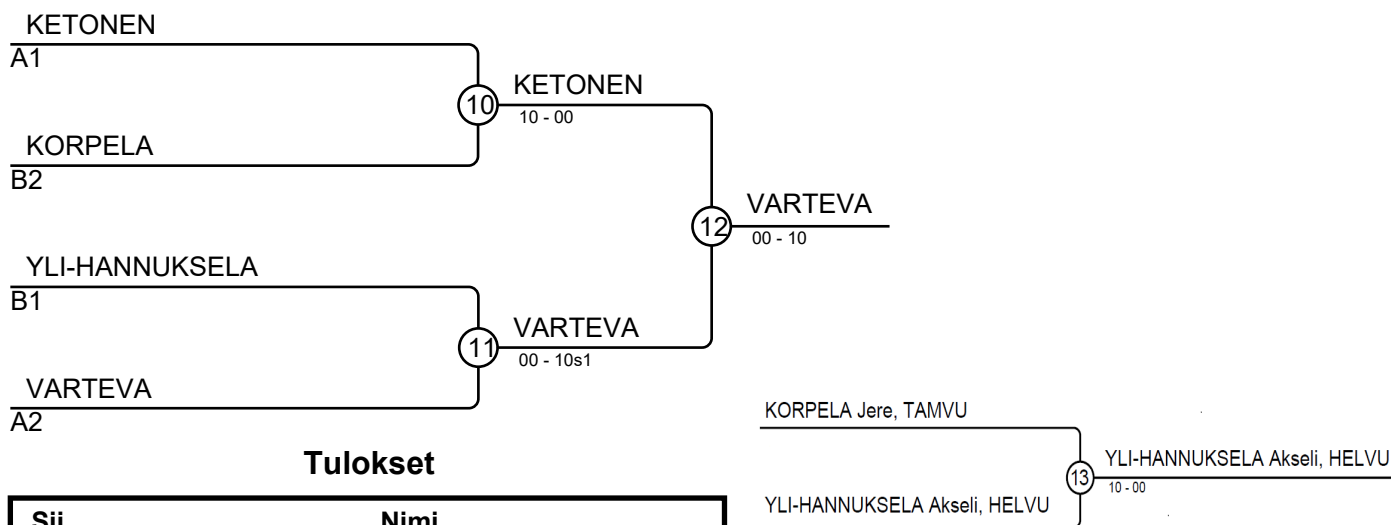 KETONEN
A1
10
KETONEN
10 - 00
KORPELA
B2
12
VARTEVA
00 - 10
YLI-HANNUKSELA
B1
11
VARTEVA
00 - 10s1
VARTEVA
A2
Tulokset
Sij. Nimi
KORPELA Jere, TAMVU
13
YLI-HANNUKSELA Akseli, HELVU
10 - 00
YLI-HANNUKSELA Akseli, HELVU